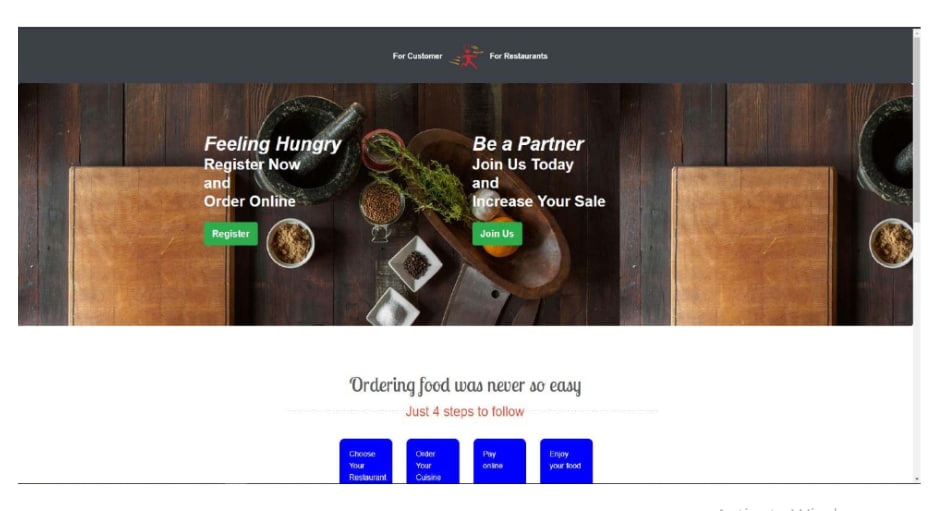 For Customer
For Restaurants
Feeling Hungry
Register Now
and
Order Online
Register
Be a Partner
Join Us Today
and
Increase Your Sale
Join Us
Ordering food was never so easy
Just 4 steps to follow
Choose
Your
Restaurant
Order
Your
Cuisine
Pay
online
Enjoy
your food